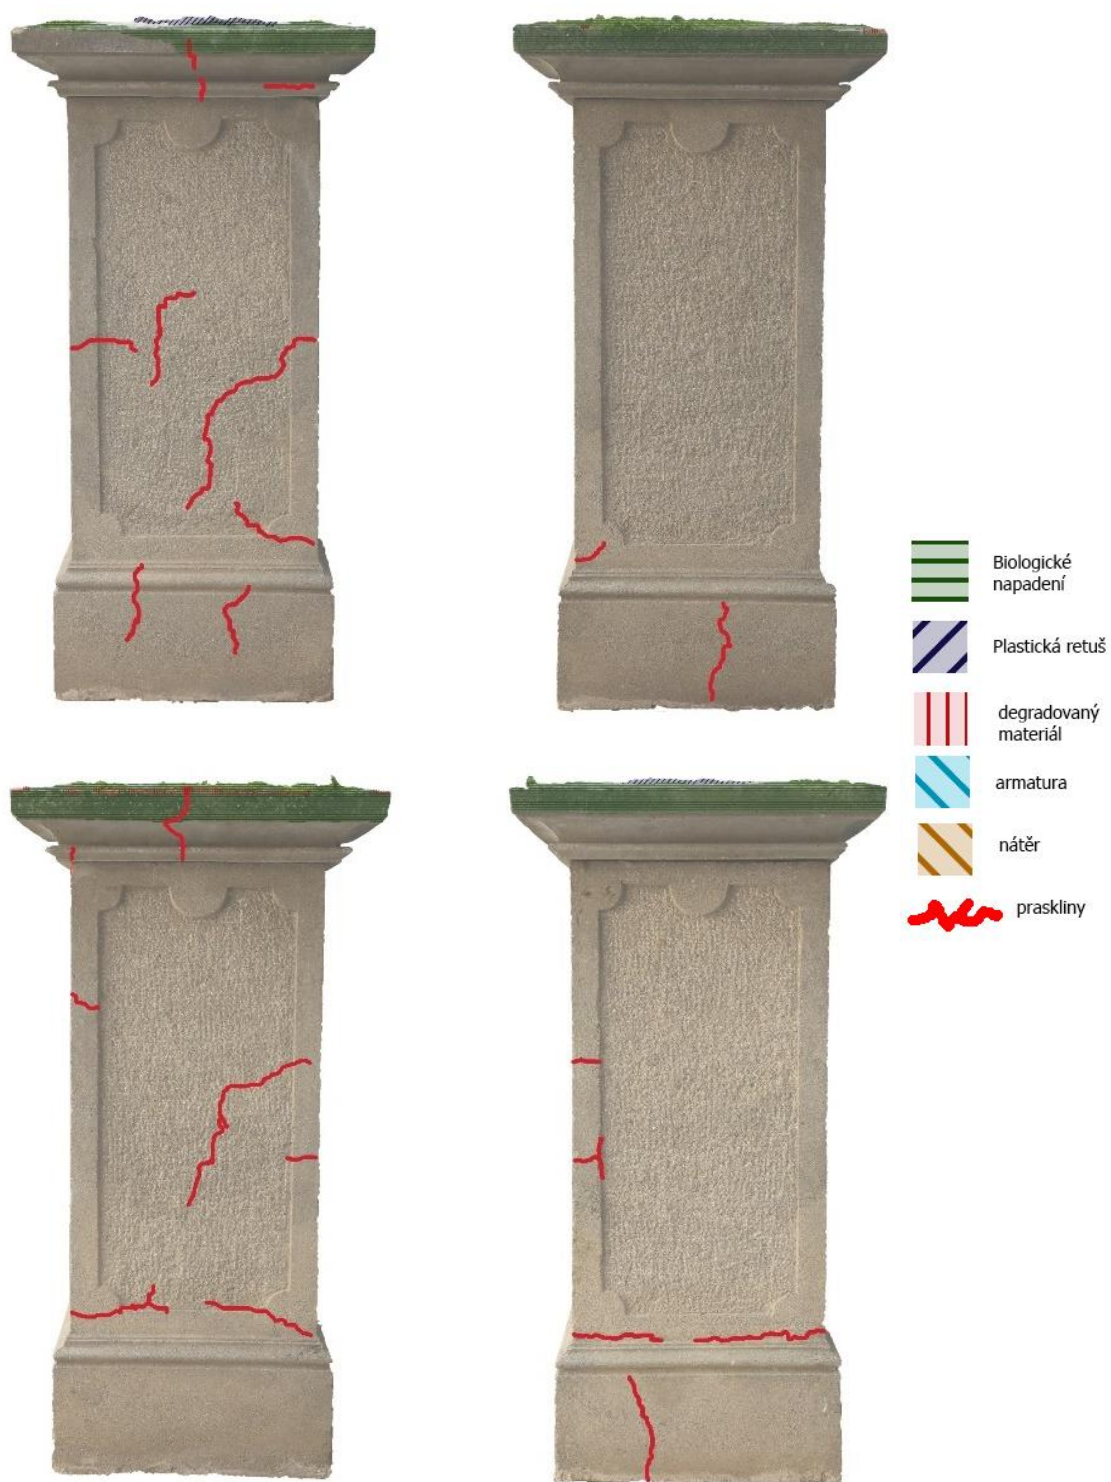 Biologické
napadení
Plastická retuš
degradovaný
materiál
armatura
nátěr
praskliny